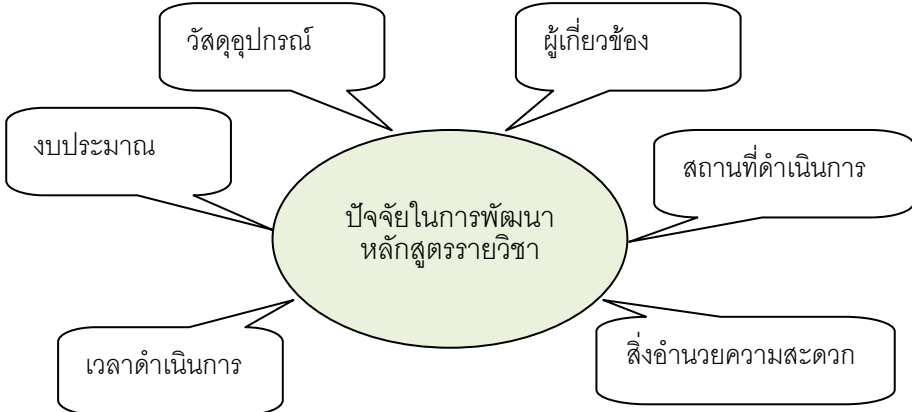 วัสดุอุปกรณ์
ผู้เกี่ยวข้อง
งบประมาณ
สถานที่ดำเนินการ
ปัจจัยในการพัฒนา
หลักสูตรรายวิชา
เวลาดำเนินการ
สิ่งอำนวยความสะดวก